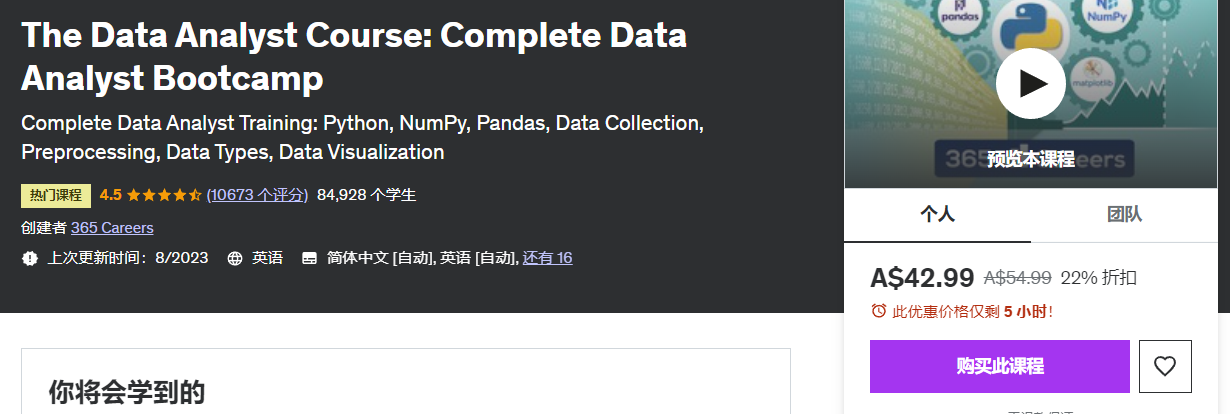 The Data Analyst Course: Complete Data
Analyst Bootcamp
Complete Data Analyst Training: Python, NumPy, Pandas, Data Collection,
Preprocessing, Data Types, Data Visualization
热门课程 4.5 (10673 个评分) 84,928 个学生
创建者 365 Careers
上次更新时间：8/2023 英语 简体中文 [自动], 英语 [自动], 还有 16
你将会学到的
pandas
NumPy
matplotlib
预览本课程
个人 团队
A$42.99 A$54.99 22% 折扣
此优惠价格仅剩 5 小时！
购买此课程